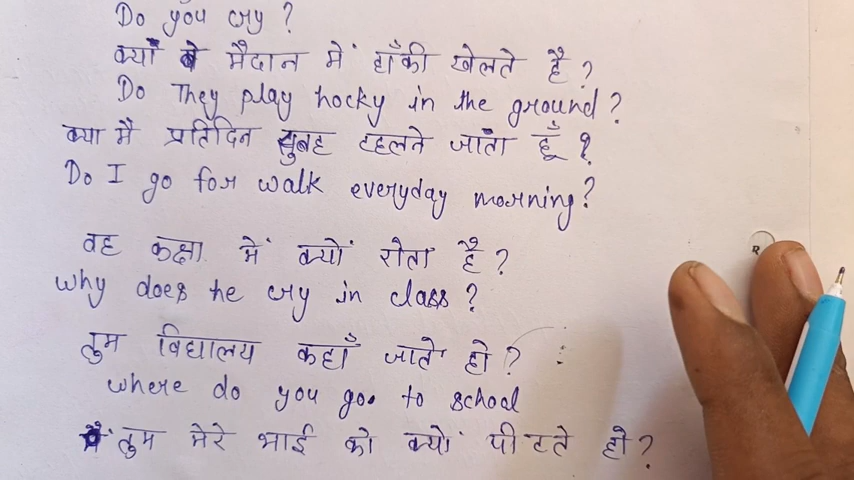 Do you cry ?
क्यों वे मैदान में हाँकी खेलते है ?
Do They play hocky in the ground ?
क्या मै प्रतिदिन सुबह टहलने जाता हूँ ?
Do I go for walk everyday morning ?
वह कक्षा में क्यों रोता है ?
Why does he cry in class ?
तुम विद्यालय कहाँ जाते हो ?
where do you go. to school
तुम मेरे भाई को क्यों पीटते हो ?